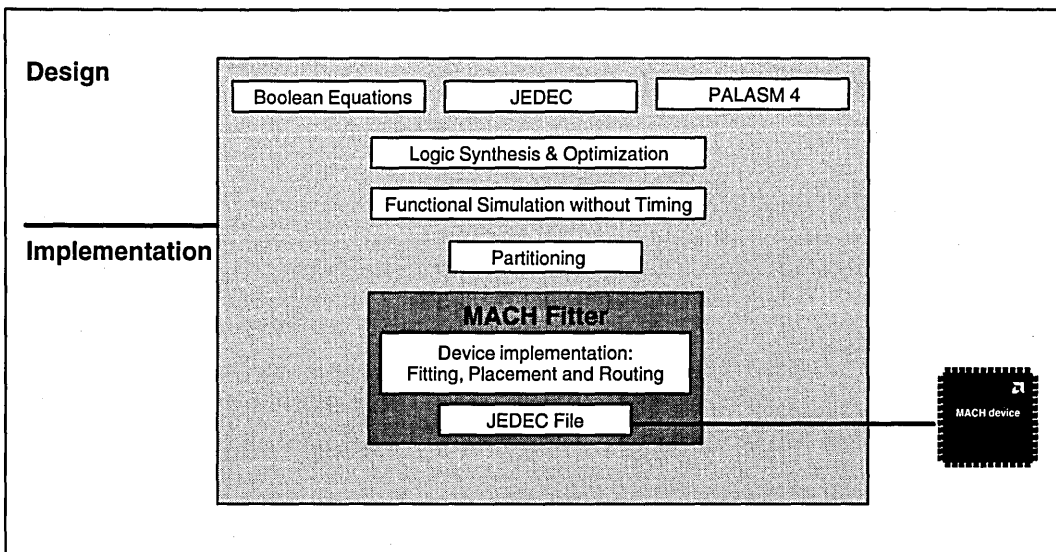 Design
Boolean Equations
JEDEC
PALASM 4
Logic Synthesis & Optimization
Functional Simulation without Timing
Implementation
Partitioning
MACH Fitter
Device implementation:
Fitting, Placement and Routing
JEDEC File
MACH device